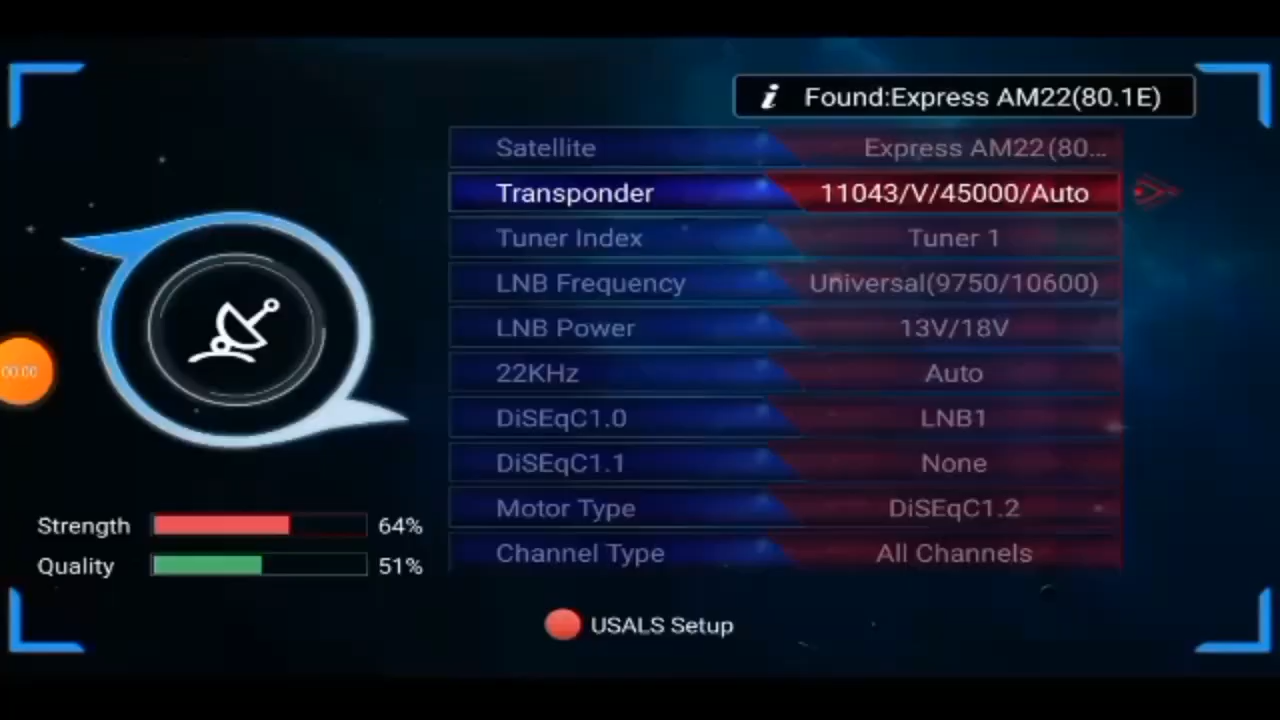 Found:Express AM22(80.1E)
Satellite Express AM22(80...
Transponder 11043/V/45000/Auto
Tuner Index Tuner 1
LNB Frequency Universal(9750/10600)
LNB Power 13V/18V
22KHz Auto
DiSEqC1.0 LNB1
DiSEqC1.1 None
Motor Type DiSEqC1.2
Channel Type All Channels
00:00
Strength 64%
Quality 51%
USALS Setup